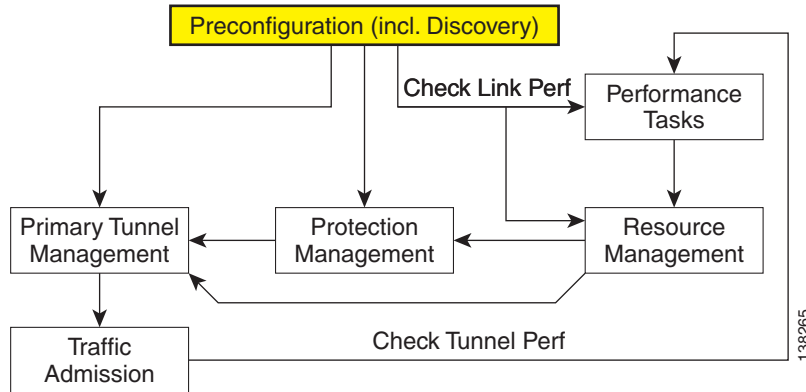 Preconfiguration (incl. Discovery)
Check Link Perf
Performance
Tasks
Primary Tunnel
Management
Protection
Management
Resource
Management
Traffic
Admission
Check Tunnel Perf
138265